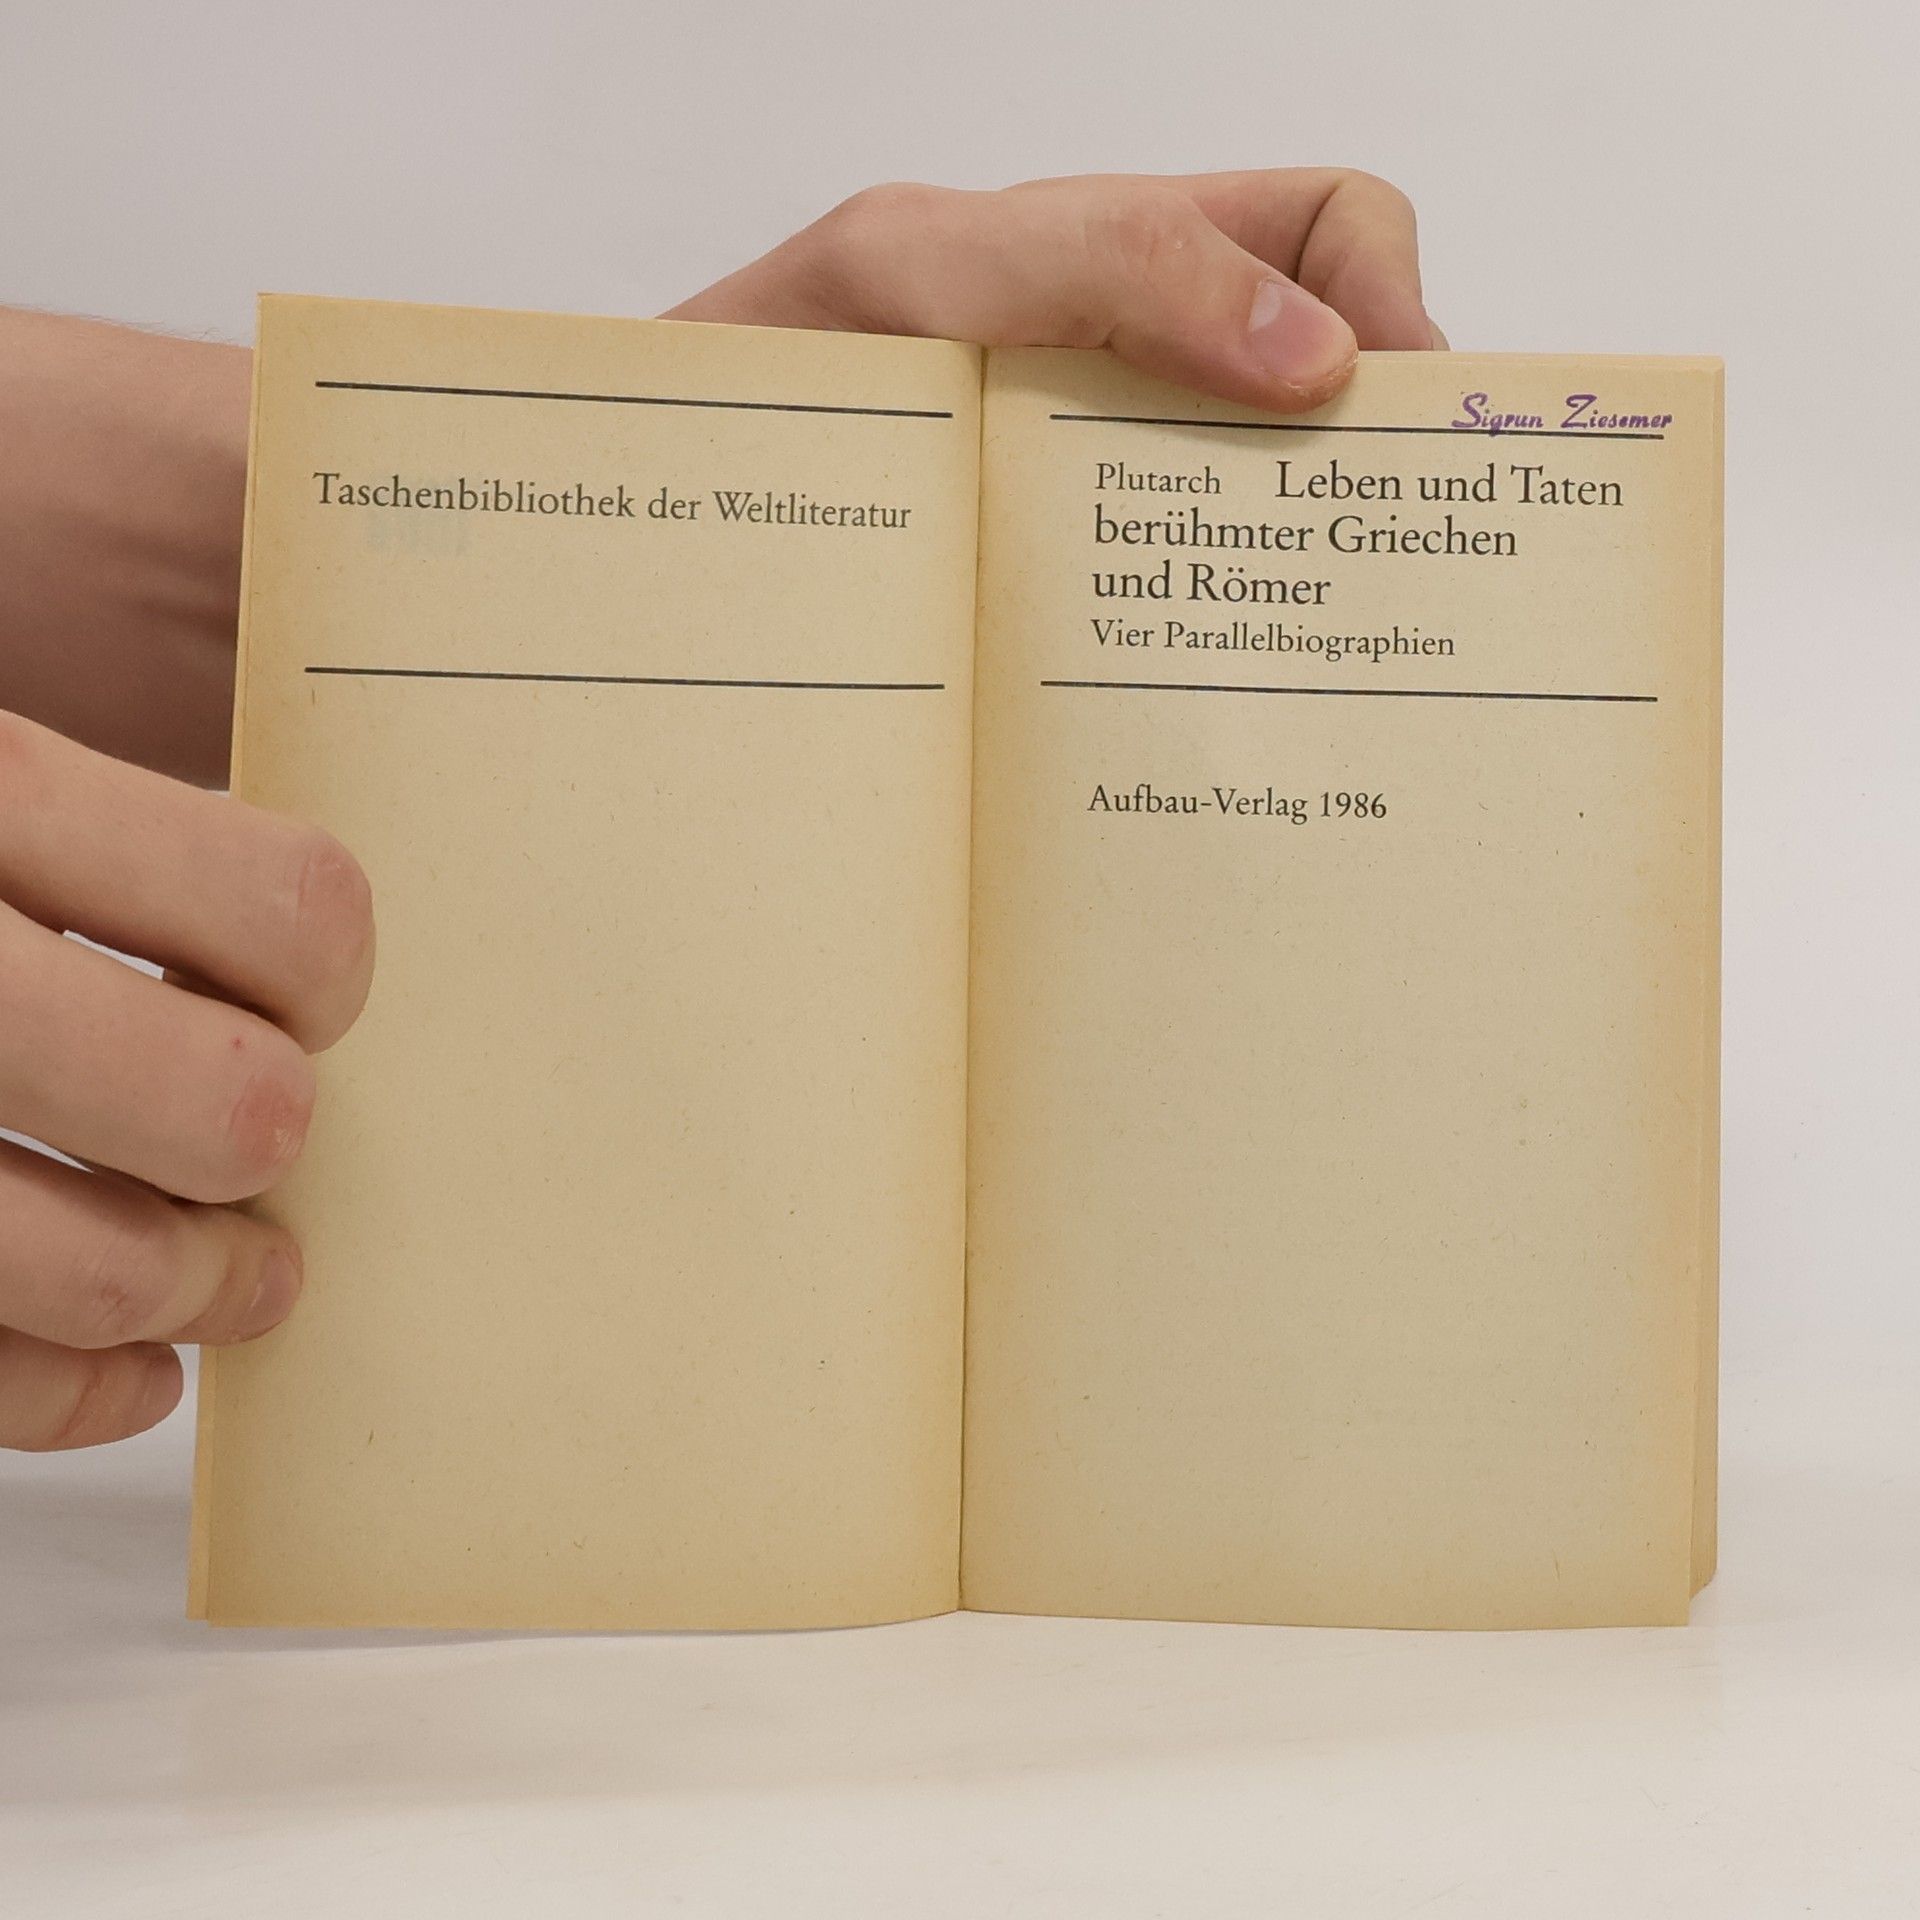 Taschenbibliothek der Weltliteratur
Sigrun Ziesemer
Plutarch Leben und Taten
berühmter Griechen
und Römer
Vier Parallelbiographien
Aufbau-Verlag 1986